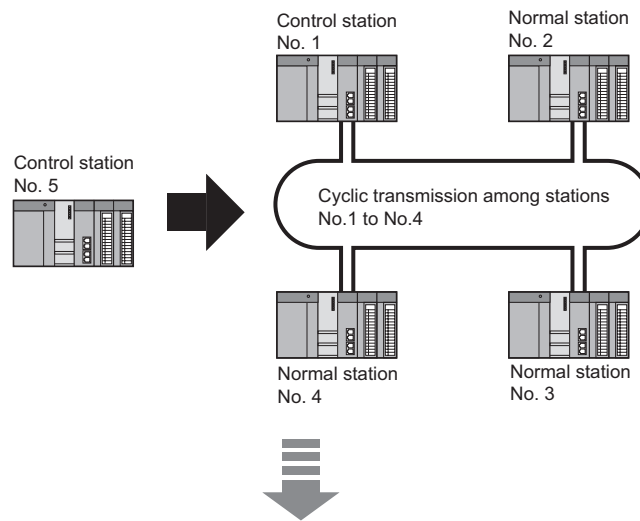 Control station
No. 1
Normal station
No. 2
Control station
No. 5
Cyclic transmission among stations
No.1 to No.4
Normal station
No. 4
Normal station
No. 3